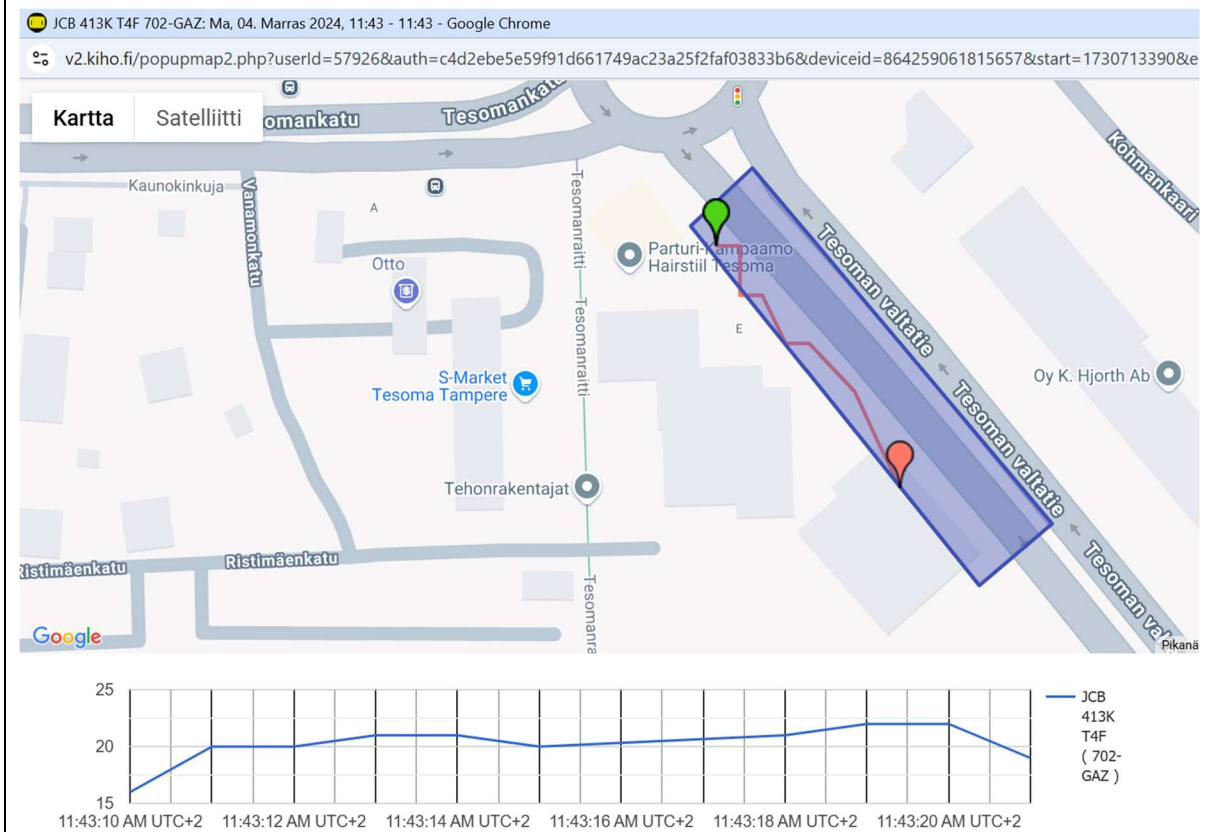 JCB 413K T4F 702-GAZ: Ma, 04. Marras 2024, 11:43 - 11:43 - Google Chrome
v2.kiho.fi/popupmap2.php?userId=57926&auth=c4d2ebe5e59f91d661749ac23a25f2faf03833b6&deviceid=864259061815657&start=1730713390&e
Kartta
Satelliitti
omankatu
Tesomankatu
Kohmankaari
Kaunokinkuja
Vanamonkatu
A
Tesomanraitti
Parturi-Kampaamo
Hairstiil Tesoma
Tesoman valtatie
Otto
E
Tesomanraitti
S-Market
Tesoma Tampere
Oy K. Hjorth Ab
Tesoman valtatie
Tehonrakentajat
Ristimäenkatu
Ristimäenkatu
Tesomanra
Tesoman val
Google
Pikanä
25
20
15
11:43:10 AM UTC+2 11:43:12 AM UTC+2 11:43:14 AM UTC+2 11:43:16 AM UTC+2 11:43:18 AM UTC+2 11:43:20 AM UTC+2
JCB
413K
T4F
( 702-
GAZ )